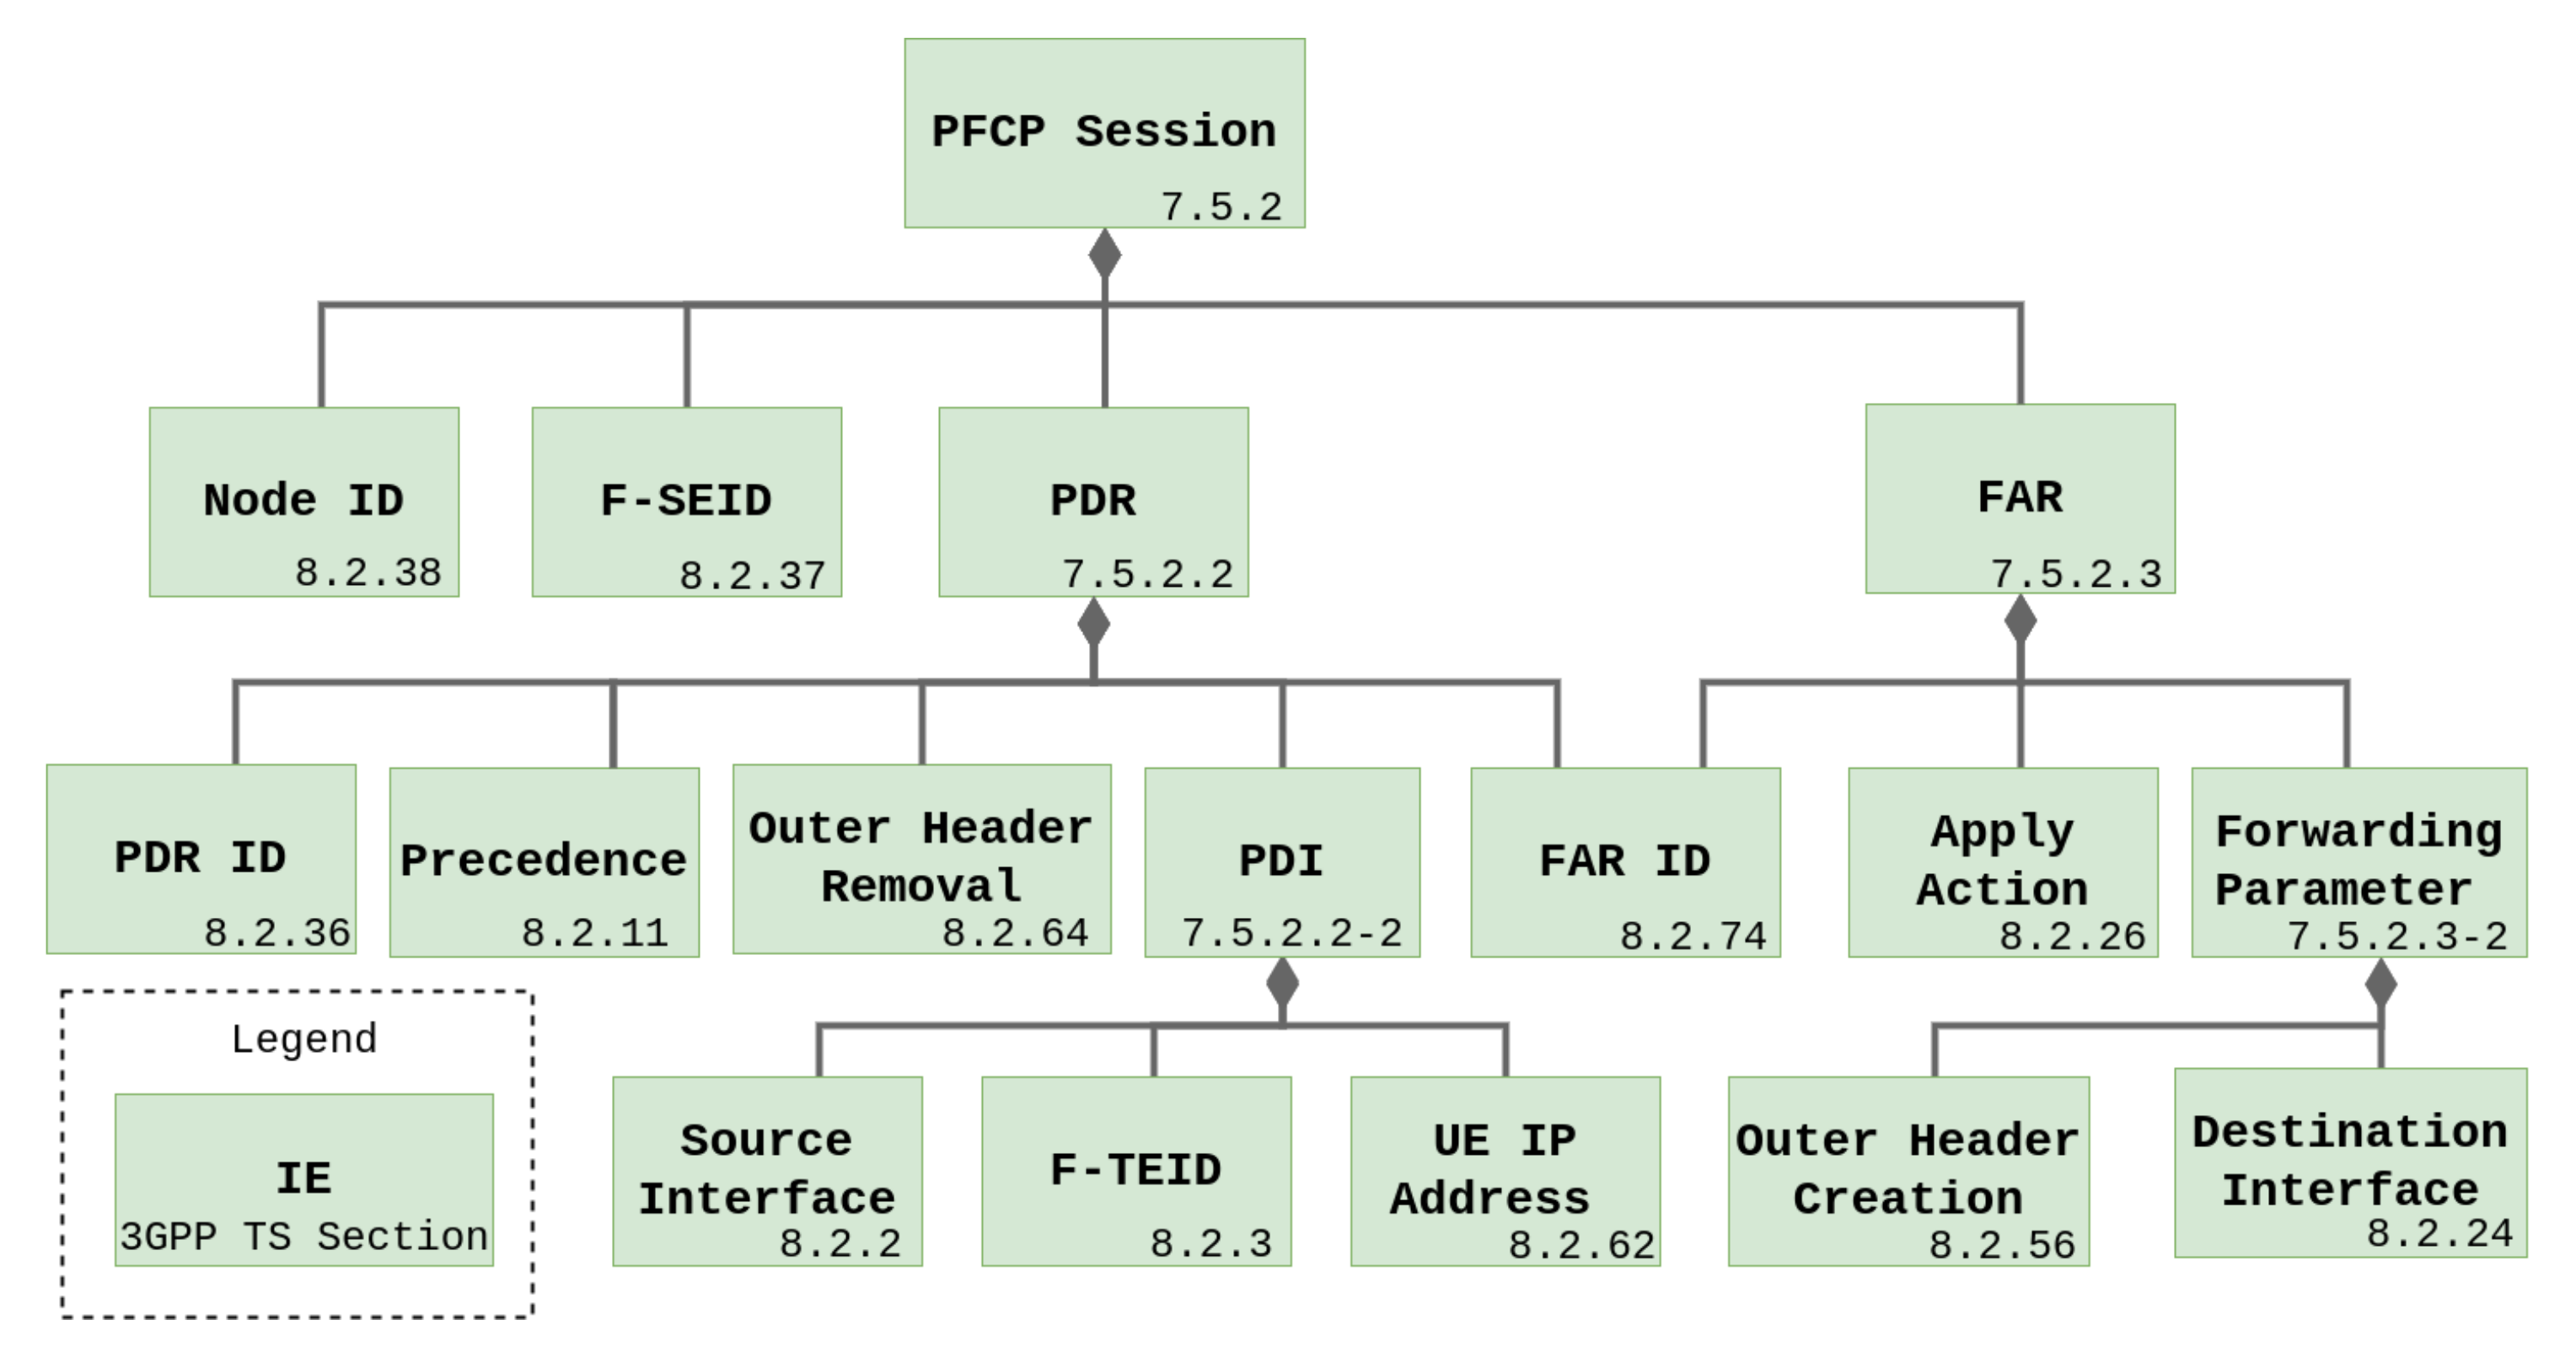 PFCP Session
7.5.2
Node ID
8.2.38
F-SEID
8.2.37
PDR
7.5.2.2
FAR
7.5.2.3
PDR ID
8.2.36
Precedence
8.2.11
Outer Header
Removal
8.2.64
PDI
7.5.2.2-2
FAR ID
8.2.74
Apply
Action
8.2.26
Forwarding
Parameter
7.5.2.3-2
Legend
IE
3GPP TS Section
Source
Interface
8.2.2
F-TEID
8.2.3
UE IP
Address
8.2.62
Outer Header
Creation
8.2.56
Destination
Interface
8.2.24